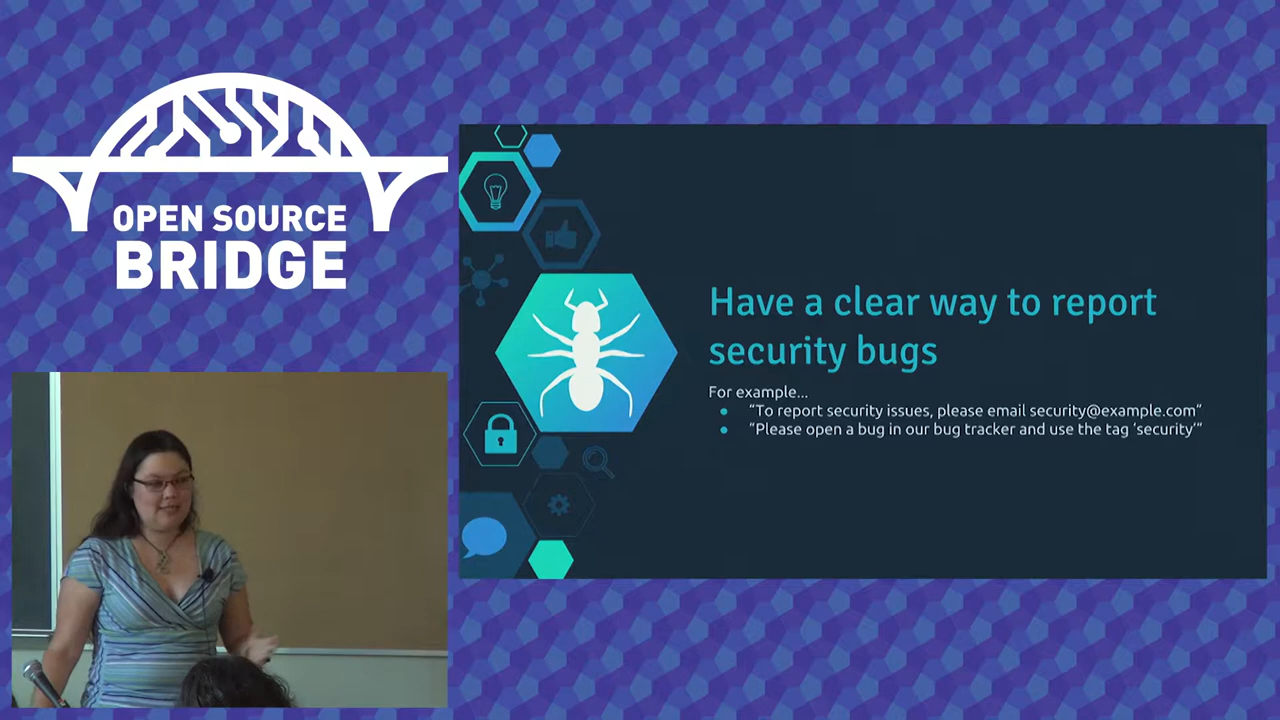 OPEN SOURCE
BRIDGE
Have a clear way to report
security bugs
For example...
● “To report security issues, please email security@example.com”
● “Please open a bug in our bug tracker and use the tag ‘security’“